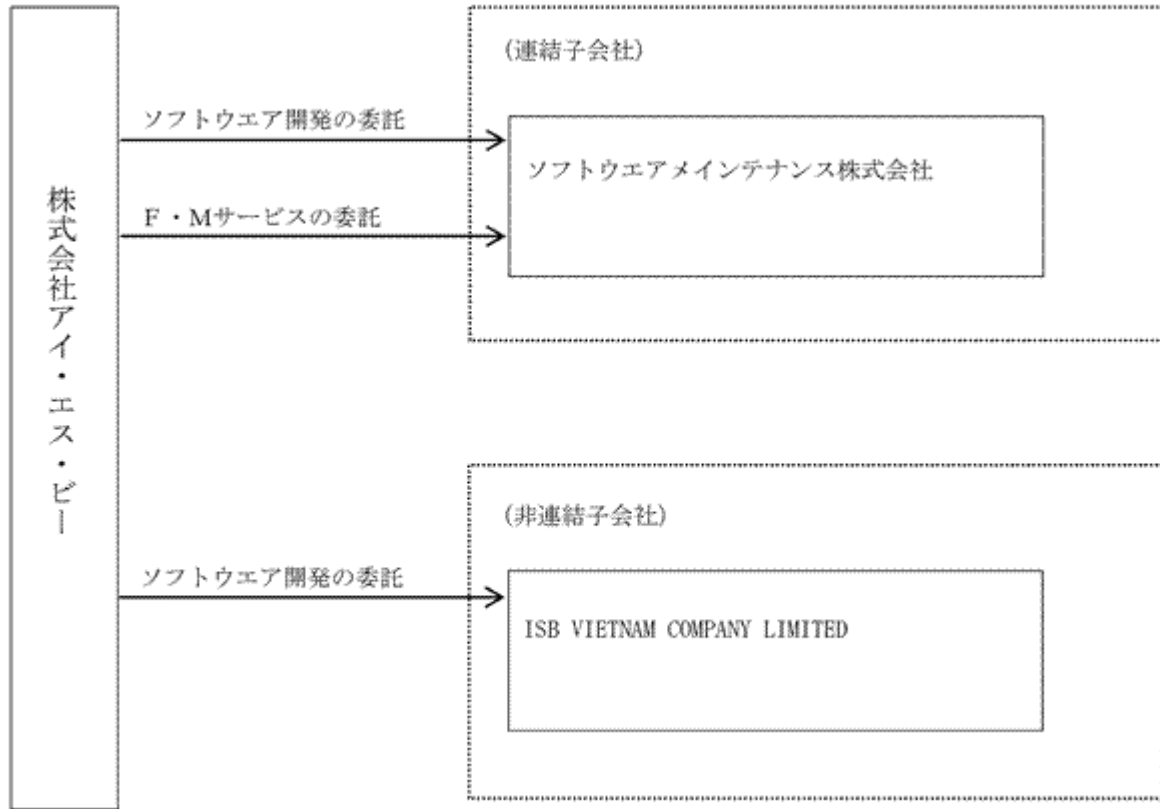 株式会社アイ・エス・ビー
(連結子会社)
ソフトウエア開発の委託
ソフトウエアメインテナンス株式会社
F・Mサービスの委託
(非連結子会社)
ソフトウエア開発の委託
ISB VIETNAM COMPANY LIMITED